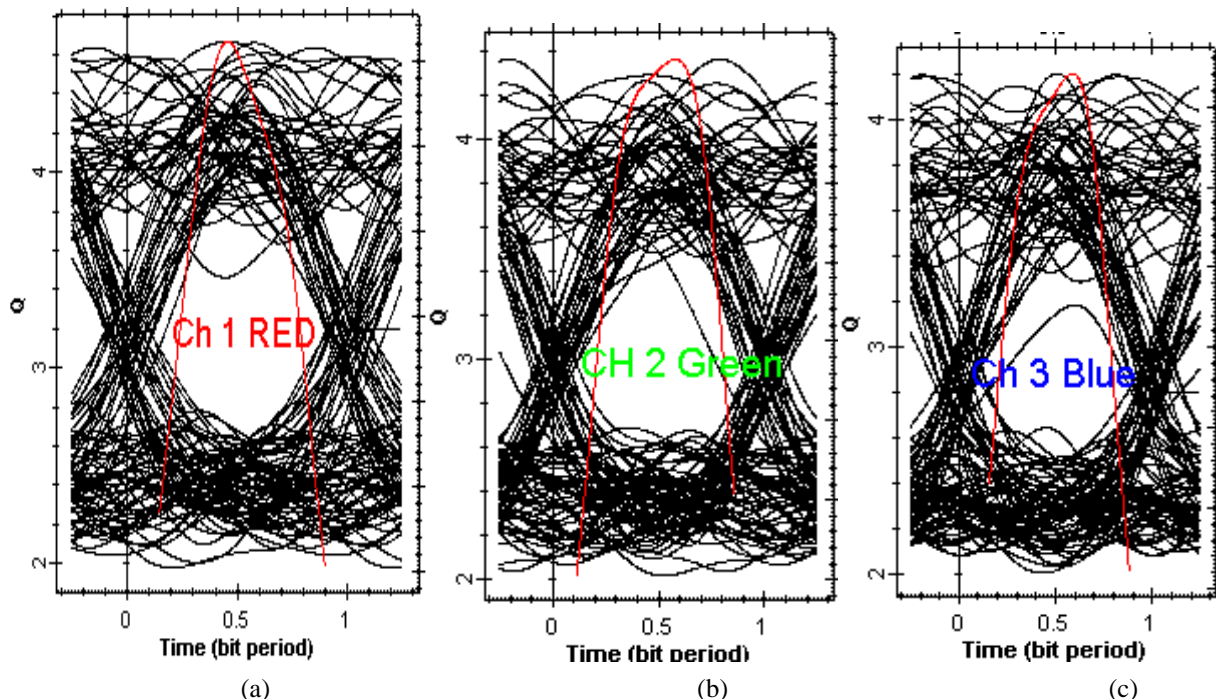 Q
4
3
2
Ch 1 RED
0
0.5
1
Time (bit period)
(a)
Q
4
3
2
CH 2 Green
0
0.5
1
Time (bit period)
(b)
Q
4
3
2
Ch 3 Blue
0
0.5
1
Time (bit period)
(c)